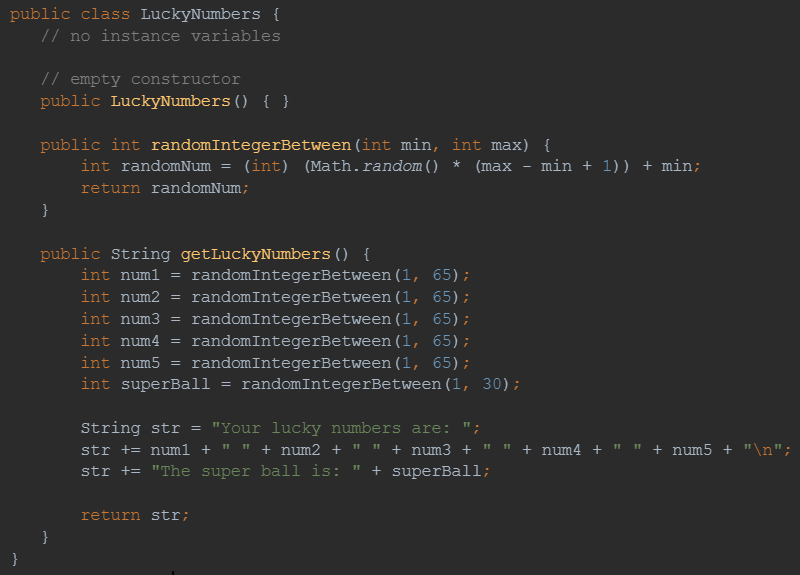 public class LuckyNumbers {
   // no instance variables

   // empty constructor
   public LuckyNumbers() { }

   public int randomIntegerBetween(int min, int max) {
       int randomNum = (int) (Math.random() * (max - min + 1)) + min;
       return randomNum;
   }

   public String getLuckyNumbers() {
       int num1 = randomIntegerBetween(1, 65);
       int num2 = randomIntegerBetween(1, 65);
       int num3 = randomIntegerBetween(1, 65);
       int num4 = randomIntegerBetween(1, 65);
       int num5 = randomIntegerBetween(1, 65);
       int superBall = randomIntegerBetween(1, 30);

       String str = "Your lucky numbers are: ";
       str += num1 + " " + num2 + " " + num3 + " " + num4 + " " + num5 + "\n";
       str += "The super ball is: " + superBall;

       return str;
   }
}